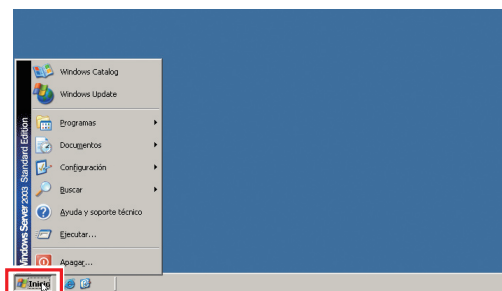 Windows Catalog
Windows Update
Programas
Documentos
Configuración
Buscar
Ayuda y soporte técnico
Ejecutar...
Apagar...
Windows Server 2003 Standard Edition
Inicio